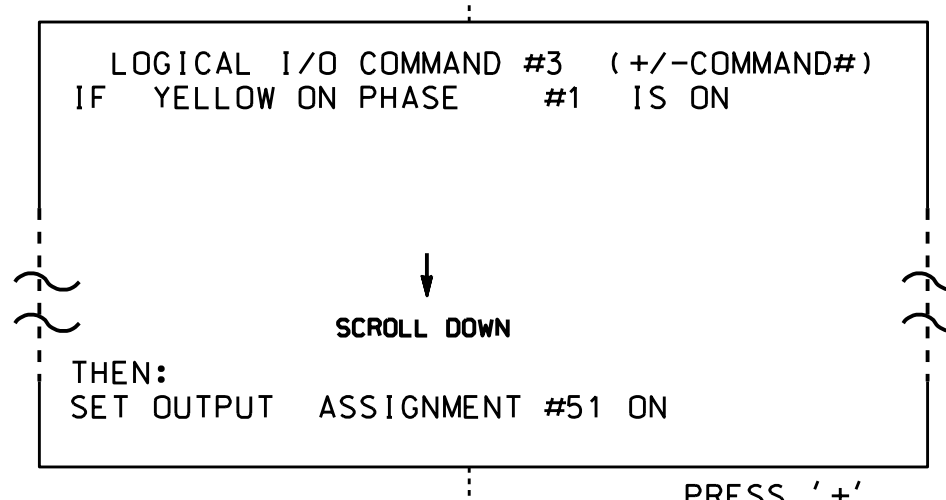 LOGICAL I/O COMMAND #3 (+/-COMMAND#)
IF YELLOW ON PHASE #1 IS ON
SCROLL DOWN
THEN:
SET OUTPUT ASSIGNMENT #51 ON
PRESS '+'